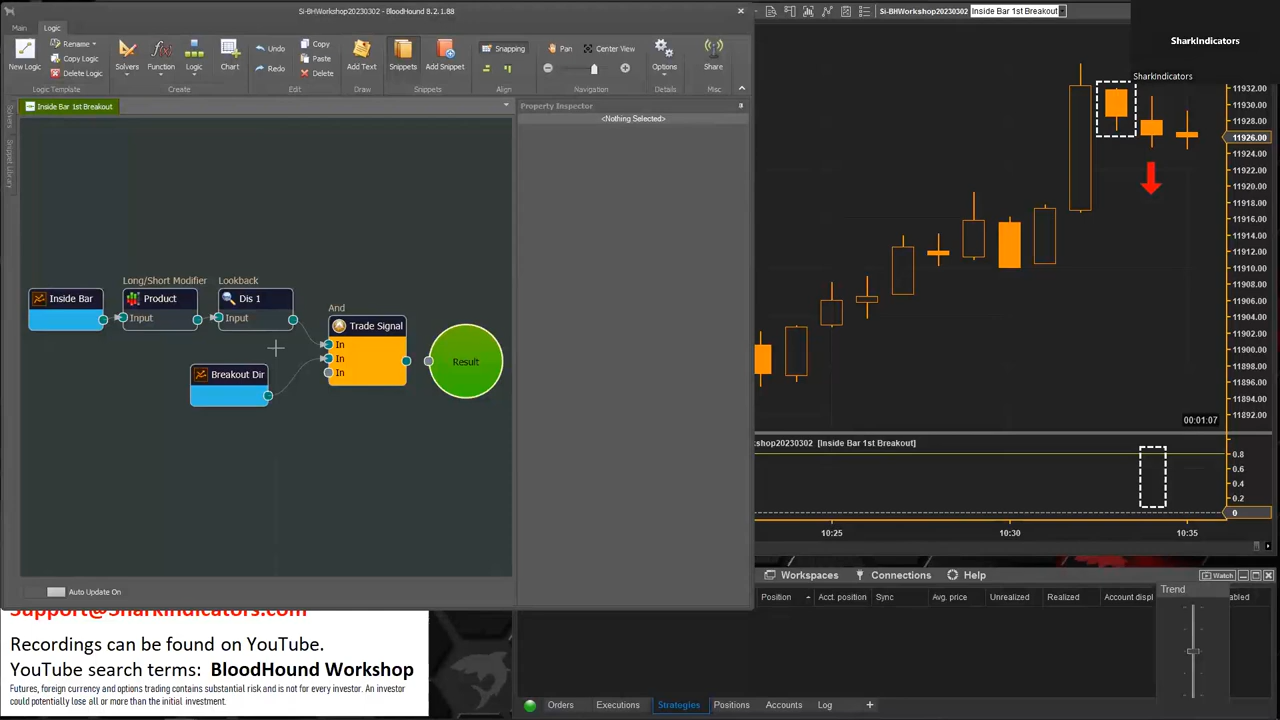 Si-BHWorkshop20230302 - BloodHound 8.2.1.88
Main
Logic
New Logic
Rename
Copy Logic
Delete Logic
Logic Template
Solvers
Function
Logic
Create
Chart
Undo
Redo
Copy
Paste
Delete
Edit
Add Text
Draw
Snippets
Add Snippet
Snippets
Snapping
Align
Pan
Center View
Navigation
Options
Details
Share
Misc
Inside Bar 1st Breakout
Solvers
Snippet Library
Property Inspector
<Nothing Selected>
Long/Short Modifier
Lookback
Inside Bar
Product
Input
Dis 1
Input
And
Trade Signal
In
In
In
Breakout Dir
Result
Auto Update On
Si-BHWorkshop20230302
Inside Bar 1st Breakout
SharkIndicators
SharkIndicators
11932.00
11930.00
11928.00
11926.00
11924.00
11922.00
11920.00
11918.00
11916.00
11914.00
11912.00
11910.00
11908.00
11906.00
11904.00
11902.00
11900.00
11898.00
11896.00
11894.00
11892.00
00:01:07
[Inside Bar 1st Breakout]
0.8
0.6
0.4
0.2
0
10:25
10:30
10:35
Workspaces
Connections
Help
Watch
Position
Acct. position
Sync
Avg. price
Unrealized
Realized
Account displ
Trend
Support@SharkIndicators.com
Recordings can be found on YouTube.
YouTube search terms: BloodHound Workshop
Futures, foreign currency and options trading contains substantial risk and is not for every investor. An investor
could potentially lose all or more than the initial investment.
Orders
Executions
Strategies
Positions
Accounts
Log